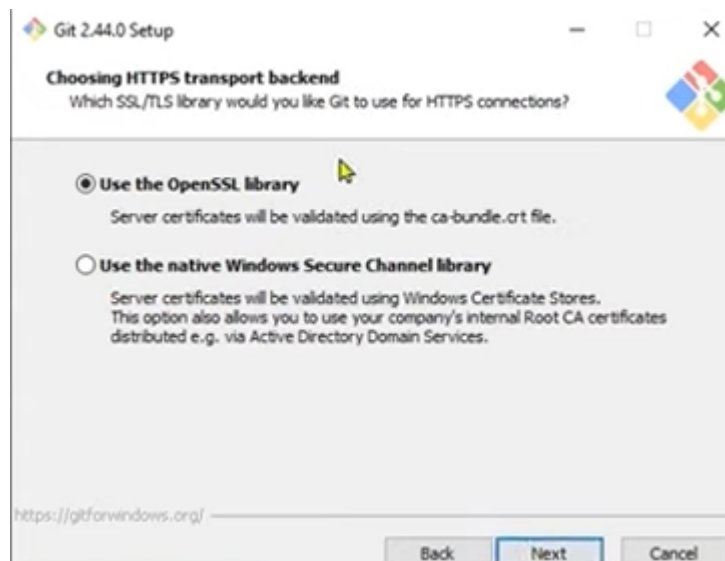 Git 2.44.0 Setup
Choosing HTTPS transport backend
Which SSL/TLS library would you like Git to use for HTTPS connections?
Use the OpenSSL library
Server certificates will be validated using the ca-bundle.crt file.
Use the native Windows Secure Channel library
Server certificates will be validated using Windows Certificate Stores.
This option also allows you to use your company's internal Root CA certificates
distributed e.g. via Active Directory Domain Services.
https://gitforwindows.org/
Back Next Cancel